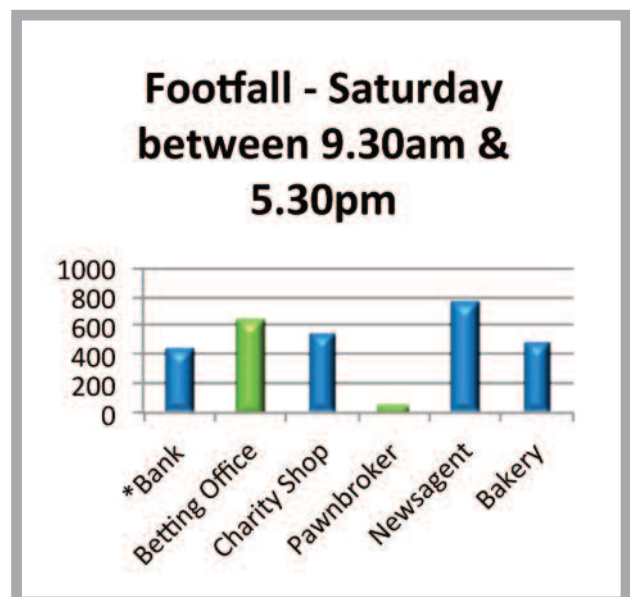 Footfall - Saturday
between 9.30am &
5.30pm
1000
800
600
400
200
0
*Bank
Betting Office
Charity Shop
Pawnbroker
Newsagent
Bakery